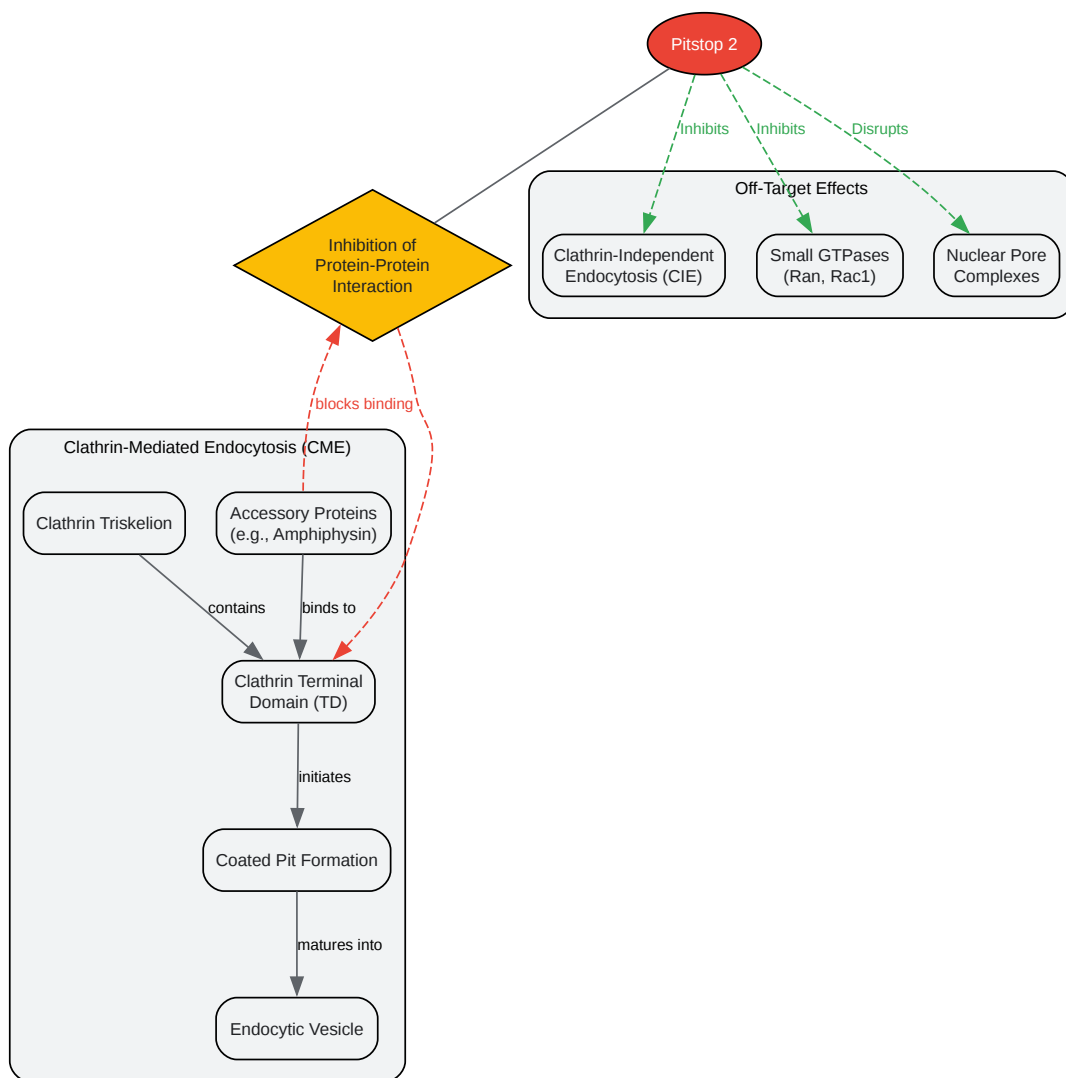 Pitstop 2
Inhibits
Inhibits
Disrupts
Off-Target Effects
Clathrin-Independent
Endocytosis (CIE)
Small GTPases
(Ran, Rac1)
Nuclear Pore
Complexes
Inhibition of
Protein-Protein
Interaction
blocks binding
Clathrin-Mediated Endocytosis (CME)
Clathrin Triskelion
Accessory Proteins
(e.g., Amphiphysin)
contains
binds to
Clathrin Terminal
Domain (TD)
initiates
Coated Pit Formation
matures into
Endocytic Vesicle